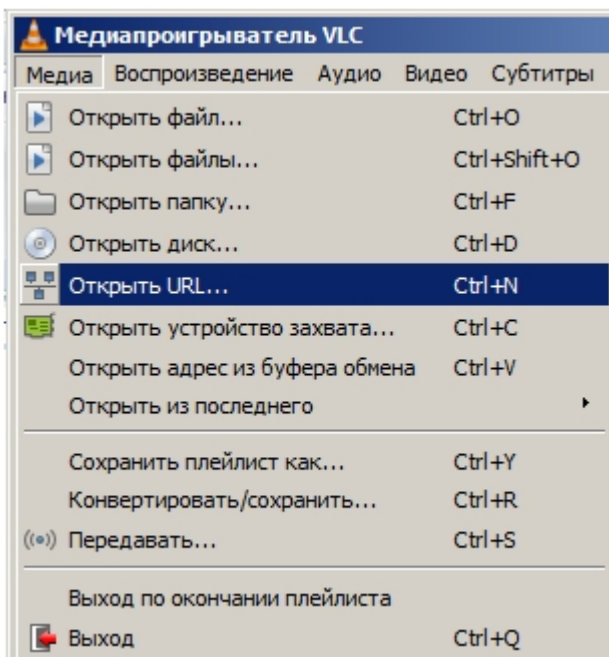 Медиапроигрыватель VLC
Медиа Воспроизведение Аудио Видео Субтитры
Открыть файл... Ctrl+O
Открыть файлы... Ctrl+Shift+O
Открыть папку... Ctrl+F
Открыть диск... Ctrl+D
Открыть URL... Ctrl+N
Открыть устройство захвата... Ctrl+C
Открыть адрес из буфера обмена Ctrl+V
Открыть из последнего
Сохранить плейлист как... Ctrl+Y
Конвертировать/сохранить... Ctrl+R
Передавать... Ctrl+S
Выход по окончании плейлиста
Выход Ctrl+Q